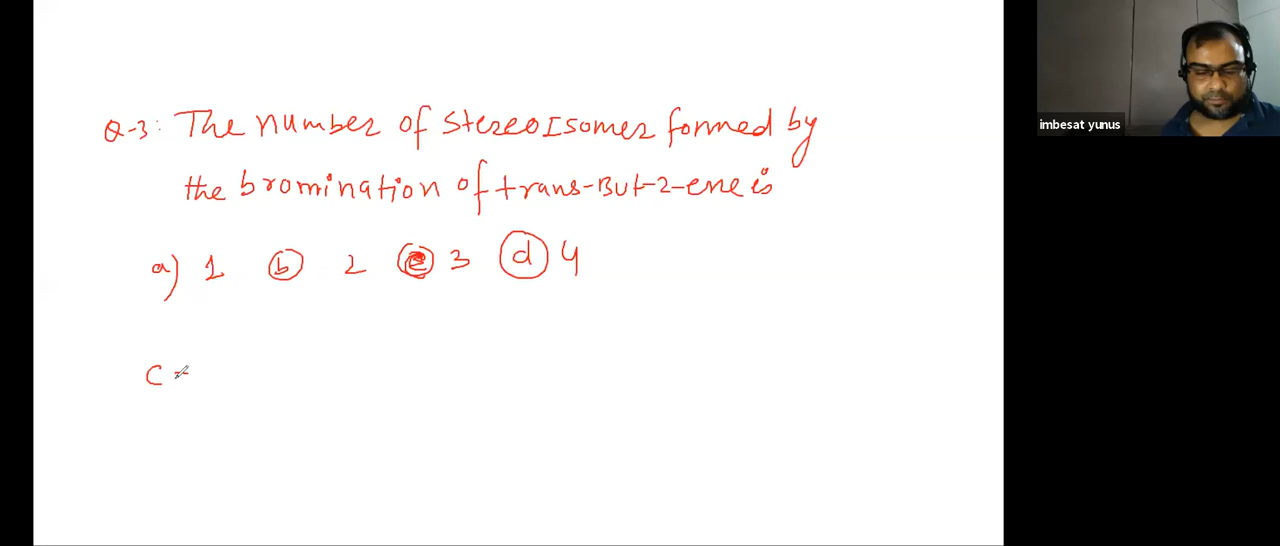 Q-3: The number of StereoIsomer formed by
the bromination of trans-But-2-ene is
a) 1 (b) 2 (c) 3 (d) 4
C =
imbesat yunus